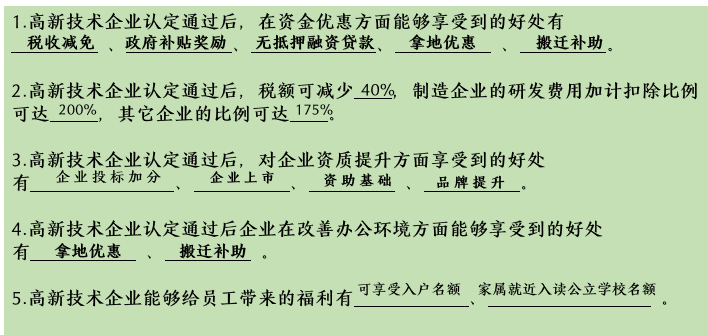 1.高新技术企业认定通过后，在资金优惠方面能够享受到的好处有
税收减免 、政府补贴奖励、无抵押融资贷款、 拿地优惠 、 搬迁补助。
2.高新技术企业认定通过后，税额可减少 40%，制造企业的研发费用加计扣除比例
可达 200%，其它企业的比例可达 175%。
3.高新技术企业认定通过后，对企业资质提升方面享受到的好处
有 企业投标加分 、 企业上市 、 资助基础 、 品牌提升 。
4.高新技术企业认定通过后企业在改善办公环境方面能够享受到的好处
有 拿地优惠 、 搬迁补助 。
5.高新技术企业能够给员工带来的福利有可享受入户名额 、家属就近入读公立学校名额 。